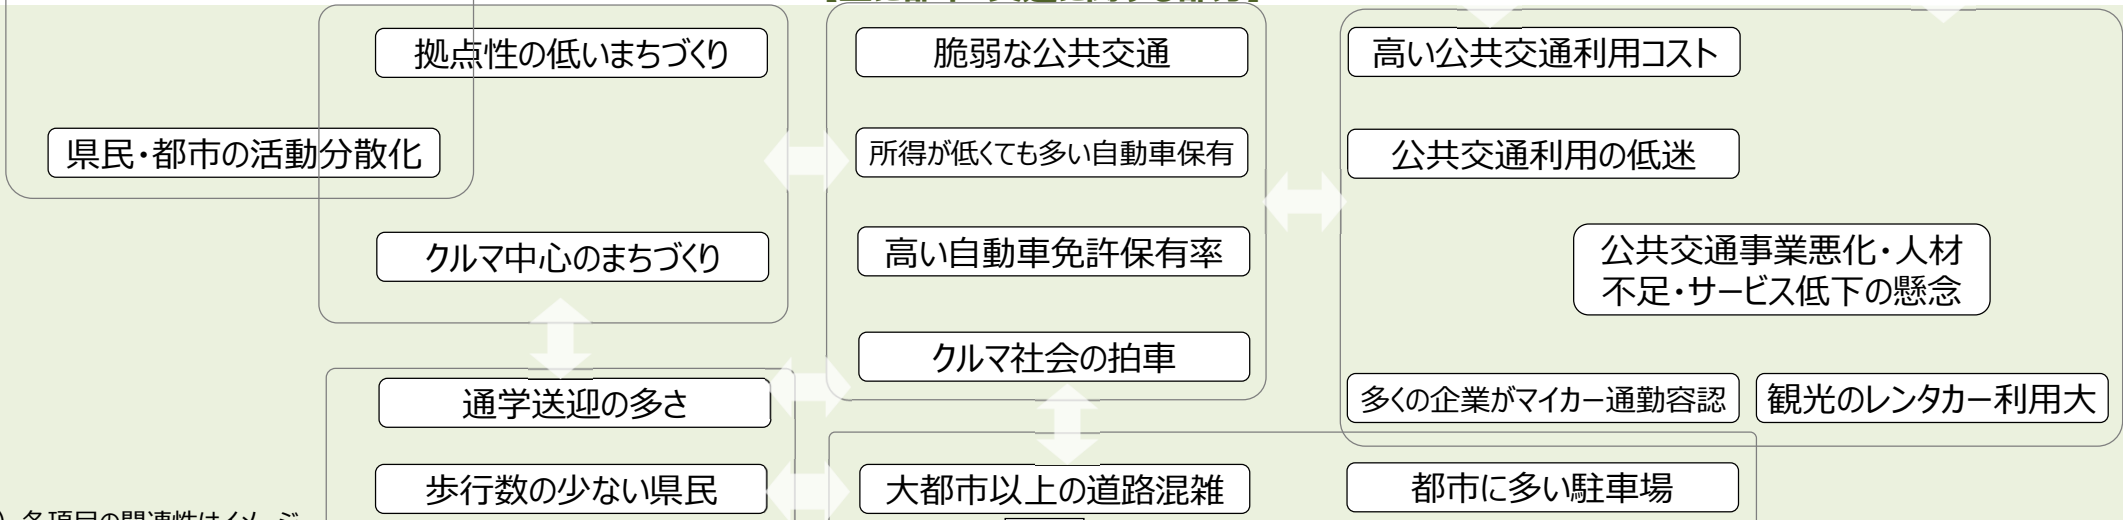 拠点性の低いまちづくり
脆弱な公共交通
高い公共交通利用コスト
県民・都市の活動分散化
所得が低くても多い自動車保有
公共交通利用の低迷
クルマ中心のまちづくり
高い自動車免許保有率
公共交通事業悪化・人材
不足・サービス低下の懸念
クルマ社会の拍車
通学送迎の多さ
多くの企業がマイカー通勤容認
観光のレンタカー利用大
歩行数の少ない県民
大都市以上の道路混雑
都市に多い駐車場